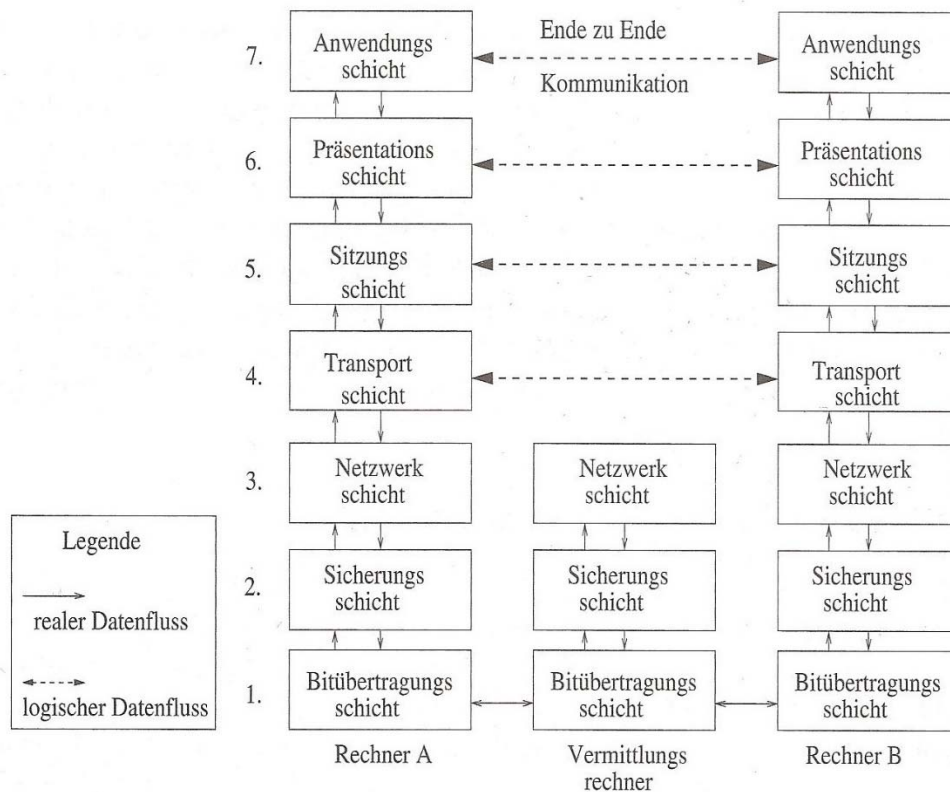 7.
Anwendungs
schicht
Ende zu Ende
Kommunikation
Anwendungs
schicht
6.
Präsentations
schicht
Präsentations
schicht
5.
Sitzungs
schicht
Sitzungs
schicht
4.
Transport
schicht
Transport
schicht
3.
Netzwerk
schicht
Netzwerk
schicht
Netzwerk
schicht
Legende
realer Datenfluss
logischer Datenfluss
2.
Sicherungs
schicht
Sicherungs
schicht
Sicherungs
schicht
1.
Bitübertragungs
schicht
Bitübertragungs
schicht
Bitübertragungs
schicht
Rechner A
Vermittlungs
rechner
Rechner B